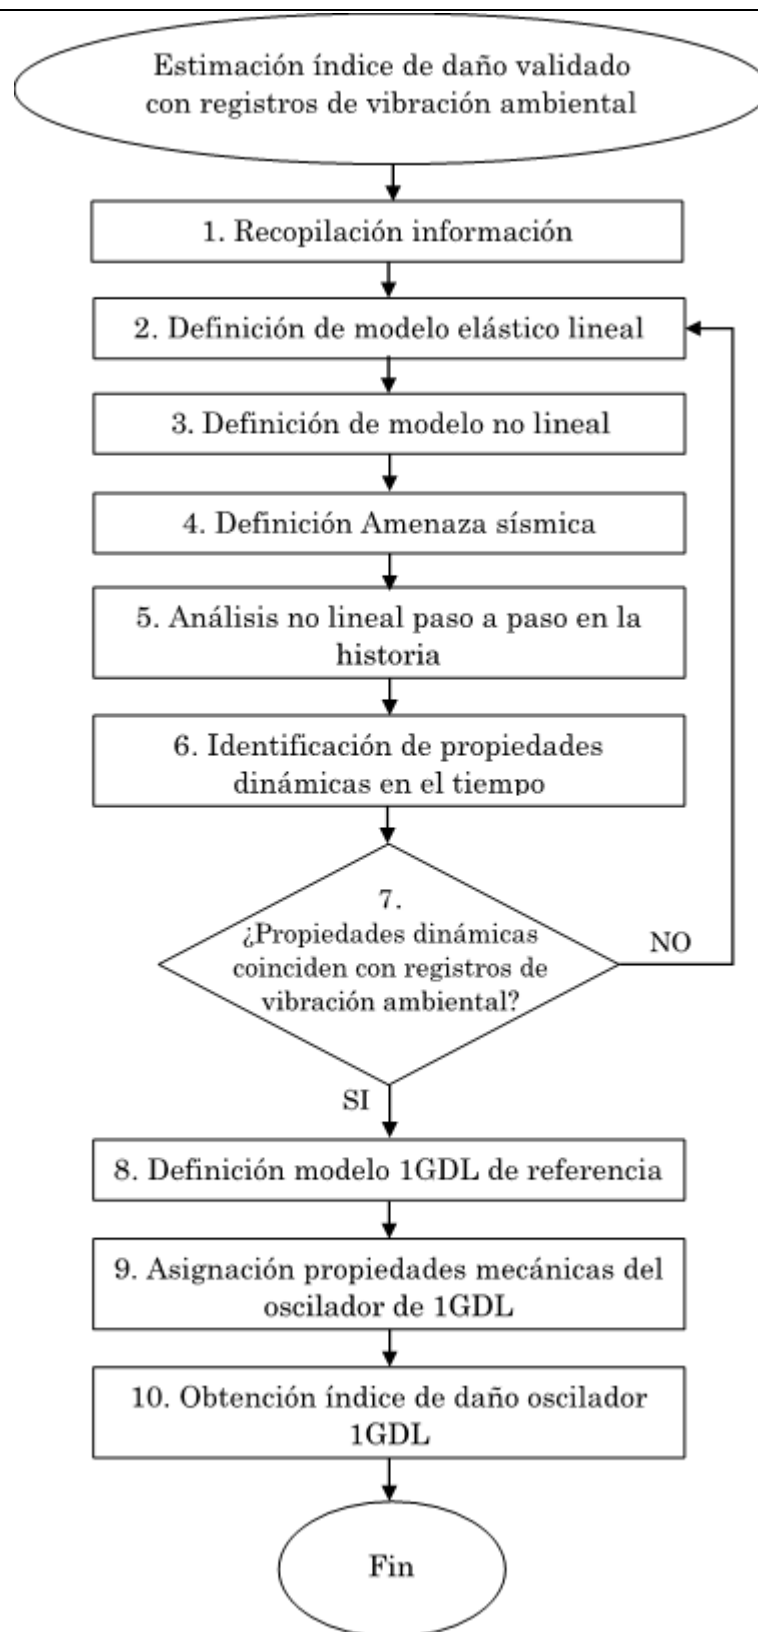 Estimación índice de daño validado
con registros de vibración ambiental
1. Recopilación información
2. Definición de modelo elástico lineal
3. Definición de modelo no lineal
4. Definición Amenaza sísmica
5. Análisis no lineal paso a paso en la
historia
6. Identificación de propiedades
dinámicas en el tiempo
7.
¿Propiedades dinámicas
coinciden con registros de
vibración ambiental?
NO
SI
8. Definición modelo 1GDL de referencia
9. Asignación propiedades mecánicas del
oscilador de 1GDL
10. Obtención índice de daño oscilador
1GDL
Fin